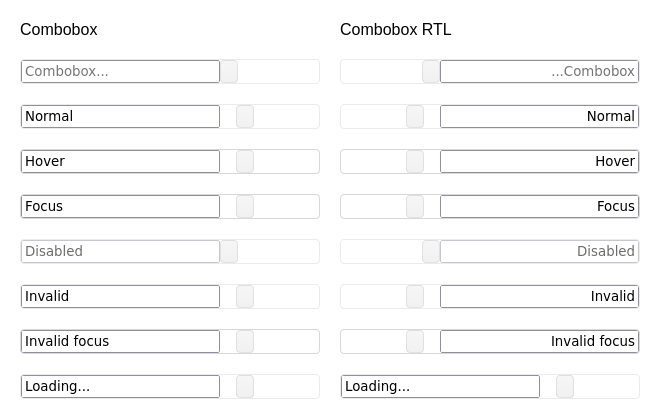 Combobox
Combobox...
Normal
Hover
Focus
Disabled
Invalid
Invalid focus
Loading...
Combobox RTL
...Combobox
Normal
Hover
Focus
Disabled
Invalid
Invalid focus
Loading...